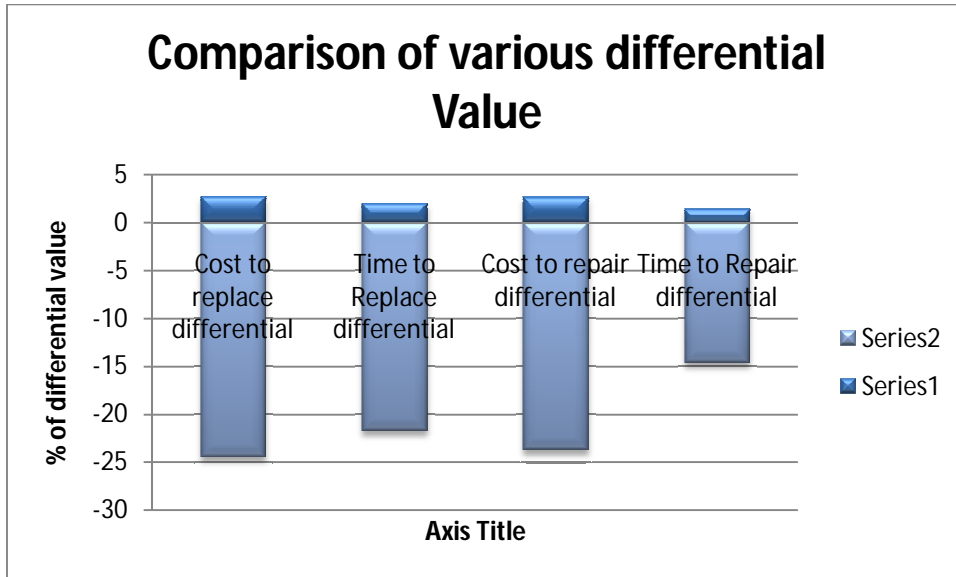 Comparison of various differential
Value
% of differential value
5
0
-5
-10
-15
-20
-25
-30
Cost to
replace
differential
Time to
Replace
differential
Cost to repair
differential
Time to Repair
differential
Axis Title
Series2
Series1